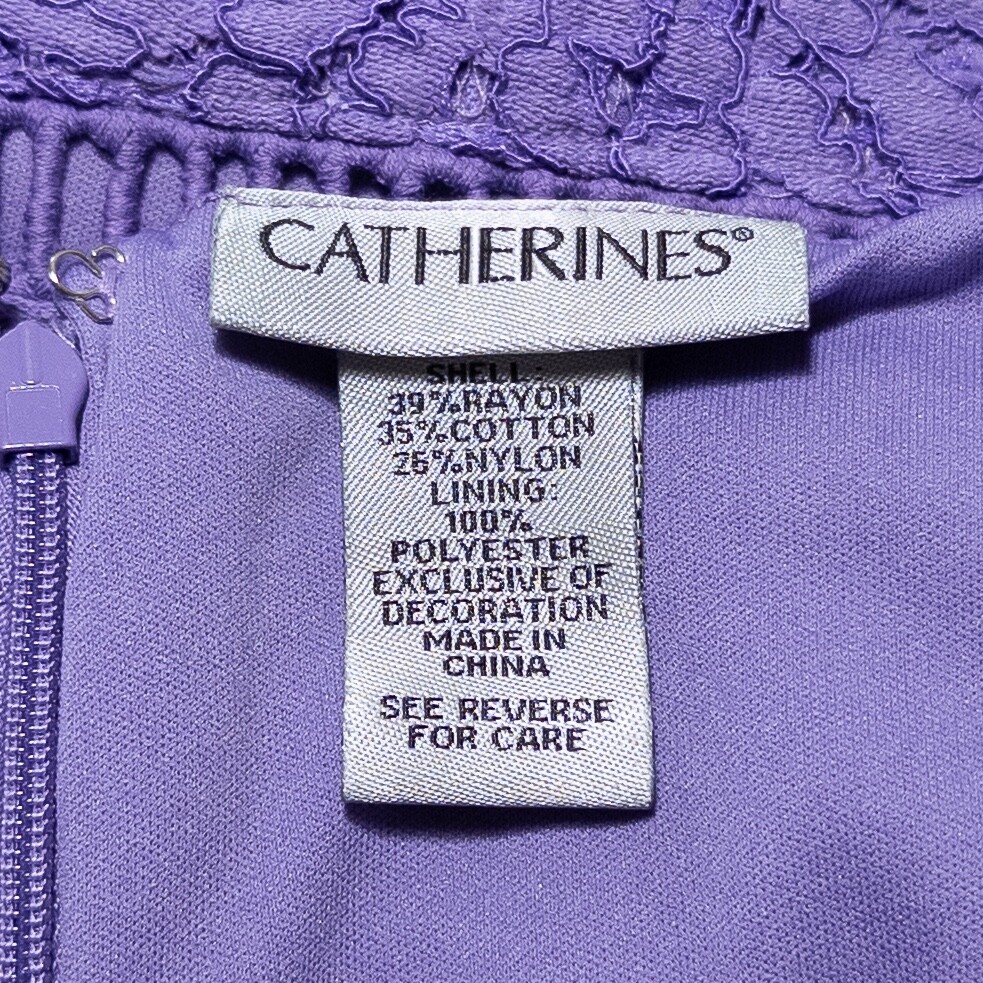 CATHERINES®
SHELL:
39%RAYON
35%COTTON
26%NYLON
LINING:
100%
POLYESTER
EXCLUSIVE OF
DECORATION
MADE IN
CHINA
SEE REVERSE
FOR CARE